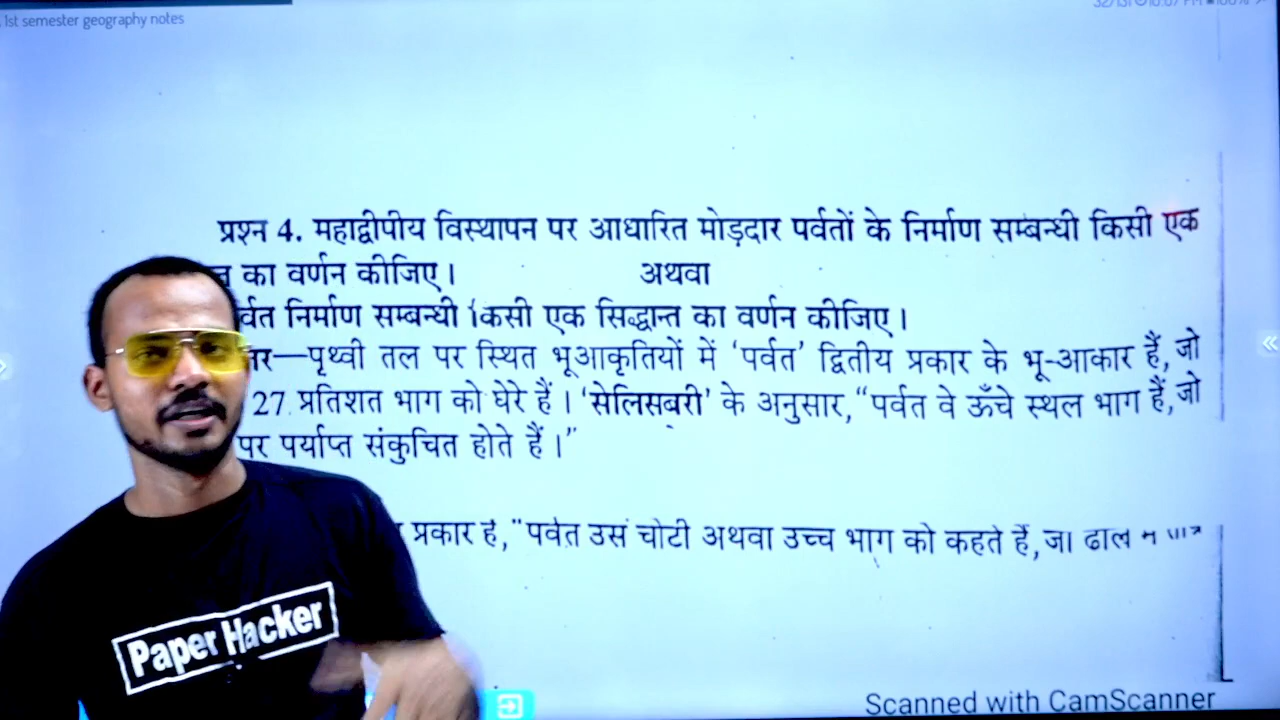 1st semester geography notes
प्रश्न 4. महाद्वीपीय विस्थापन पर आधारित मोड़दार पर्वतों के निर्माण सम्बन्धी किसी एक
का वर्णन कीजिए। अथवा
निर्माण सम्बन्धी किसी एक सिद्धान्त का वर्णन कीजिए।
—पृथ्वी तल पर स्थित भूआकृतियों में ‘पर्वत’ द्वितीय प्रकार के भू-आकार हैं, जो
27 प्रतिशत भाग को घेरे हैं। ‘सेलिसबरी’ के अनुसार, “पर्वत वे ऊँचे स्थल भाग हैं, जो
पर पर्याप्त संकुचित होते हैं।”
प्रकार है, “पर्वत उस चोटी अथवा उच्च भाग को कहते हैं, जो ढाल
Paper Hacker
Scanned with CamScanner